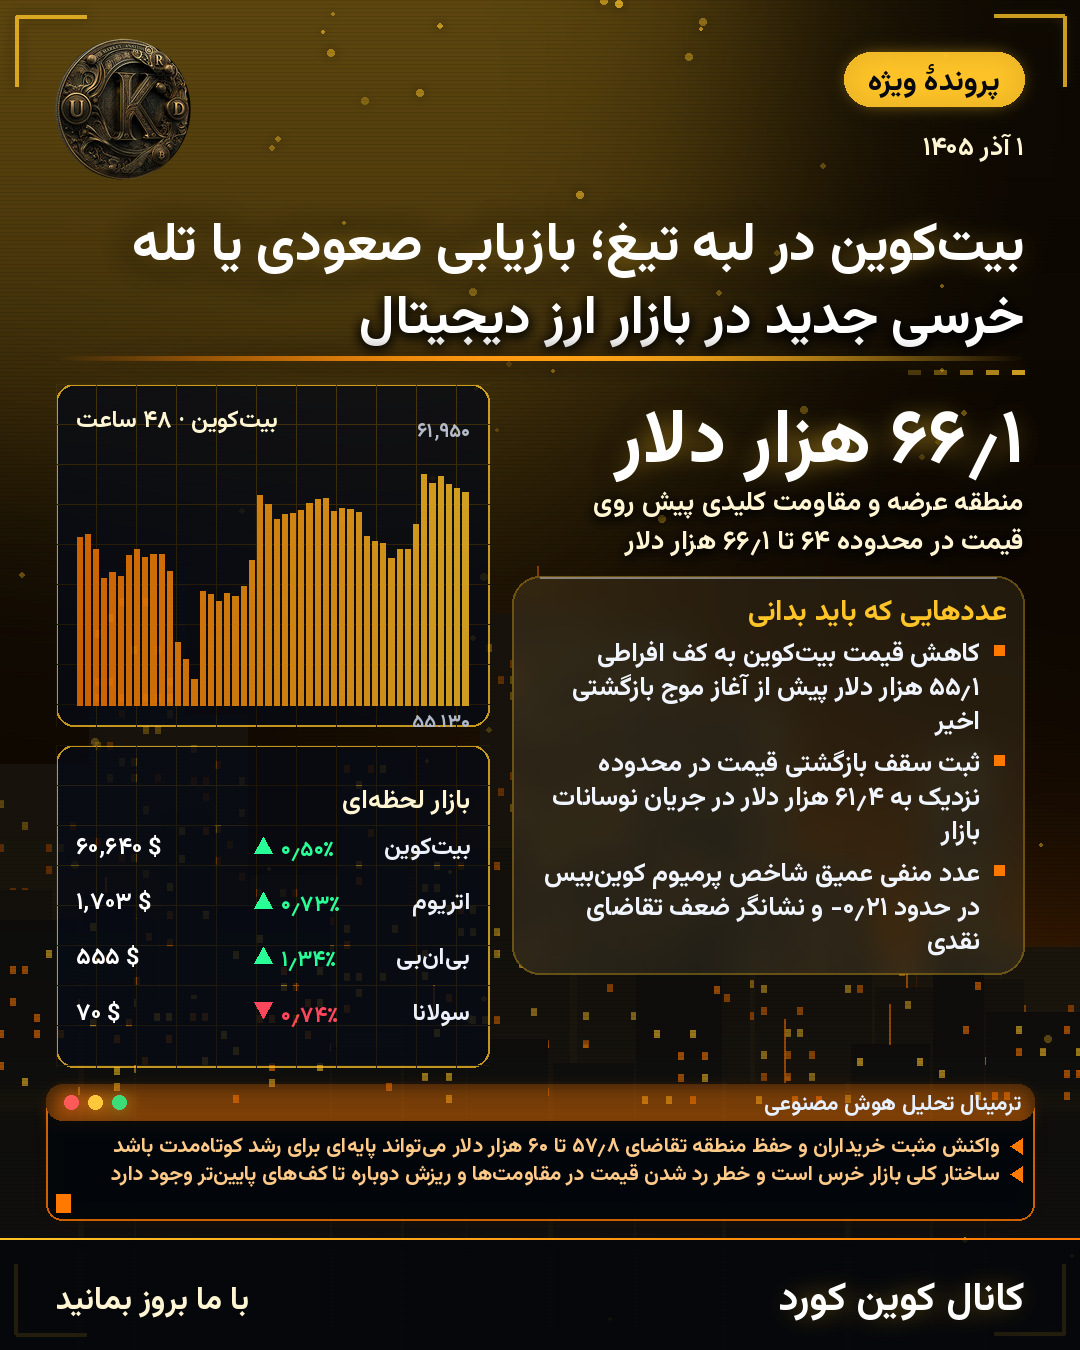 پروندهٔ ویژه
۱ آذر ۱۴۰۵
K
U
D
R
B
بیت‌کوین در لبه تیغ؛ بازیابی صعودی یا تله
خرسی جدید در بازار ارز دیجیتال
۶۶٫۱ هزار دلار
منطقه عرضه و مقاومت کلیدی پیش روی
قیمت در محدوده ۶۴ تا ۶۶٫۱ هزار دلار
عددهایی که باید بدانی
کاهش قیمت بیت‌کوین به کف افراطی
۵۵٫۱ هزار دلار پیش از آغاز موج بازگشتی
اخیر
ثبت سقف بازگشتی قیمت در محدوده
نزدیک به ۶۱٫۴ هزار دلار در جریان نوسانات
بازار
عدد منفی عمیق شاخص پرمیوم کوین‌بیس
در حدود ۰٫۲۱- و نشانگر ضعف تقاضای
نقدی
بیت‌کوین · ۴۸ ساعت
۶۱,۹۵۰
۵۵,۱۳۰
بازار لحظه‌ای
بیت‌کوین ▲ ۰٫۵۰٪ ۶۰,۶۴۰ $
اتریوم ▲ ۰٫۷۳٪ ۱,۷۰۳ $
بی‌ان‌بی ▲ ۱٫۳۴٪ ۵۵۵ $
سولانا ▼ ۰٫۷۴٪ ۷۰ $
ترمینال تحلیل هوش مصنوعی
واکنش مثبت خریداران و حفظ منطقه تقاضای ۵۷٫۸ تا ۶۰ هزار دلار می‌تواند پایه‌ای برای رشد کوتاه‌مدت باشد
ساختار کلی بازار خرس است و خطر رد شدن قیمت در مقاومت‌ها و ریزش دوباره تا کف‌های پایین‌تر وجود دارد
کانال کوین کورد
با ما بروز بمانید